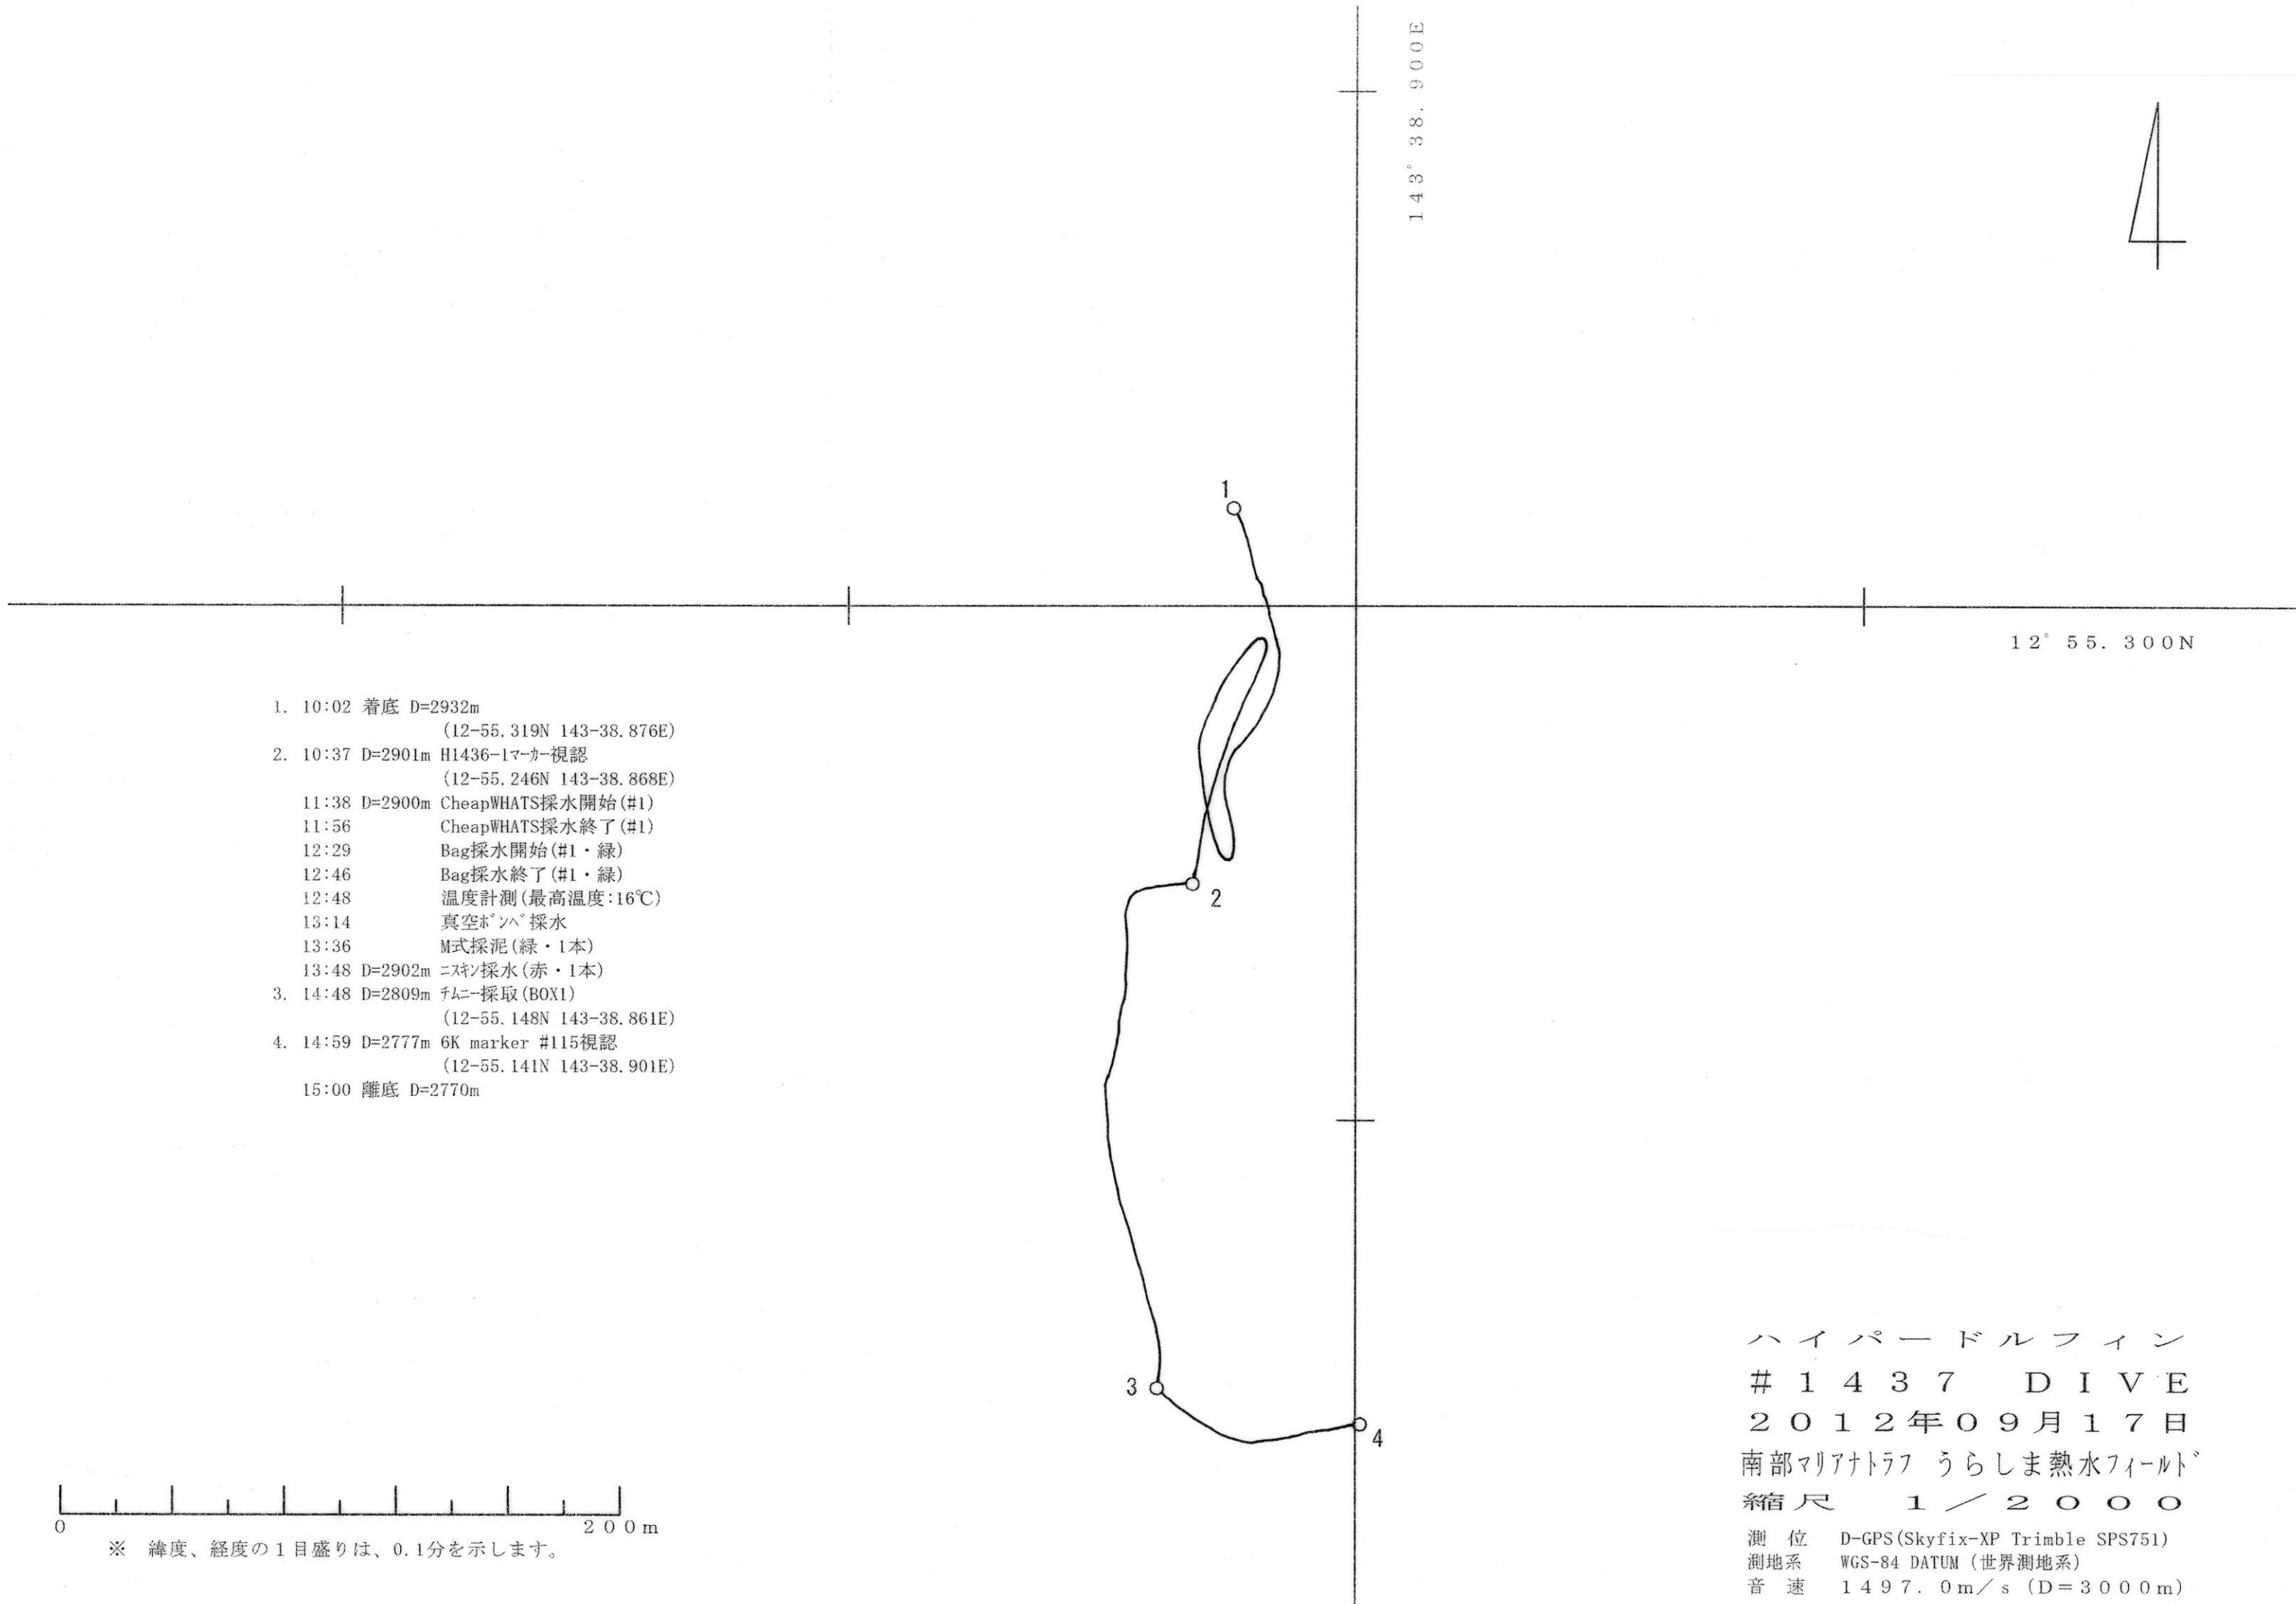 143°38.900E
12°55.300N
1
2
3
4
1. 10:02 着底 D=2932m
(12-55.319N 143-38.876E)
2. 10:37 D=2901m H1436-1マーカー視認
(12-55.246N 143-38.868E)
11:38 D=2900m CheapWHATS採水開始(#1)
11:56 CheapWHATS採水終了(#1)
12:29 Bag採水開始(#1・緑)
12:46 Bag採水終了(#1・緑)
12:48 温度計測(最高温度:16℃)
13:14 真空ボンベ採水
13:36 M式採泥(緑・1本)
13:48 D=2902m ニスキン採水(赤・1本)
3. 14:48 D=2809m チムニー採取(BOX1)
(12-55.148N 143-38.861E)
4. 14:59 D=2777m 6K marker #115視認
(12-55.141N 143-38.901E)
15:00 離底 D=2770m
0 200m
※ 緯度、経度の1目盛りは、0.1分を示します。
ハイパードルフィン
#1437 DIVE
2012年09月17日
南部マリアナトラフ うらしま熱水フィールド
縮尺 1/2000
測位 D-GPS(Skyfix-XP Trimble SPS751)
測地系 WGS-84 DATUM (世界測地系)
音速 1497.0m/s (D=3000m)